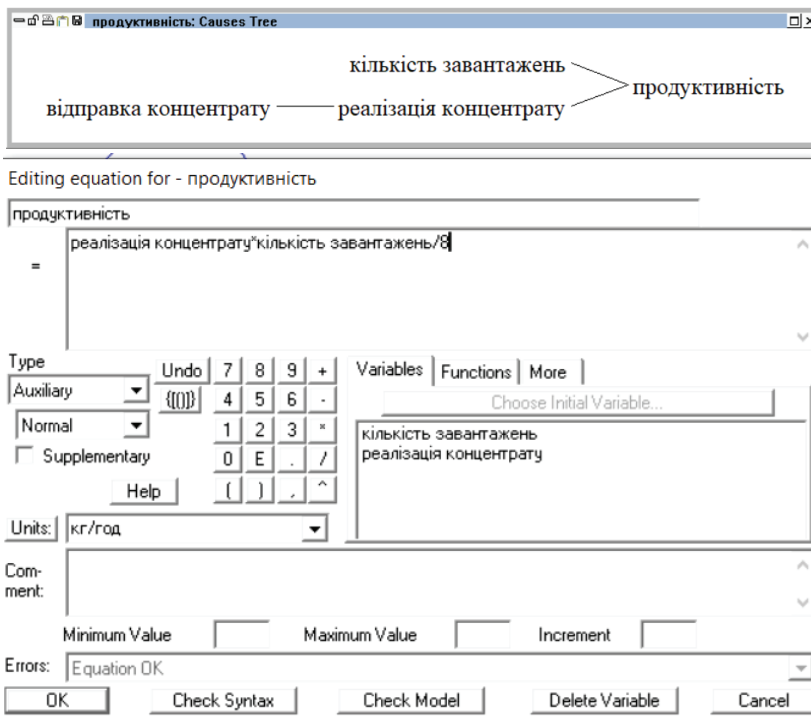 продуктивність: Causes Tree
кількість завантажень
продуктивність
відправка концентрату
реалізація концентрату
Editing equation for - продуктивність
продуктивність
=
реалізація концентрату*кількість завантажень/8
Type
Undo 7 8 9 +
Variables Functions More
Auxiliary
{[()]} 4 5 6 -
Choose Initial Variable...
Normal
1 2 3 *
кількість завантажень
Supplementary
0 E . /
реалізація концентрату
Help ( ) , ^
Units: кг/год
Com-
ment:
Minimum Value Maximum Value Increment
Errors: Equation OK
OK Check Syntax Check Model Delete Variable Cancel